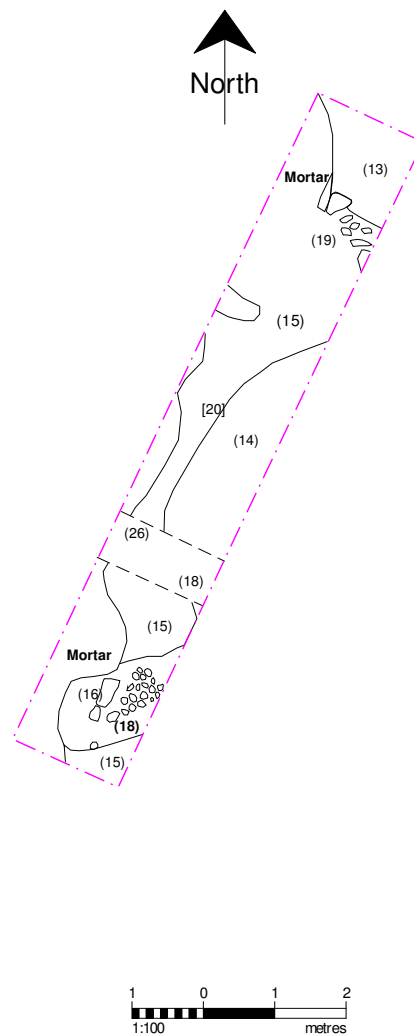 North
(13)
Mortar
(19)
(15)
[20]
(14)
(26)
(18)
(15)
Mortar
(16)
(18)
(15)
1 0 1 2
1:100 metres